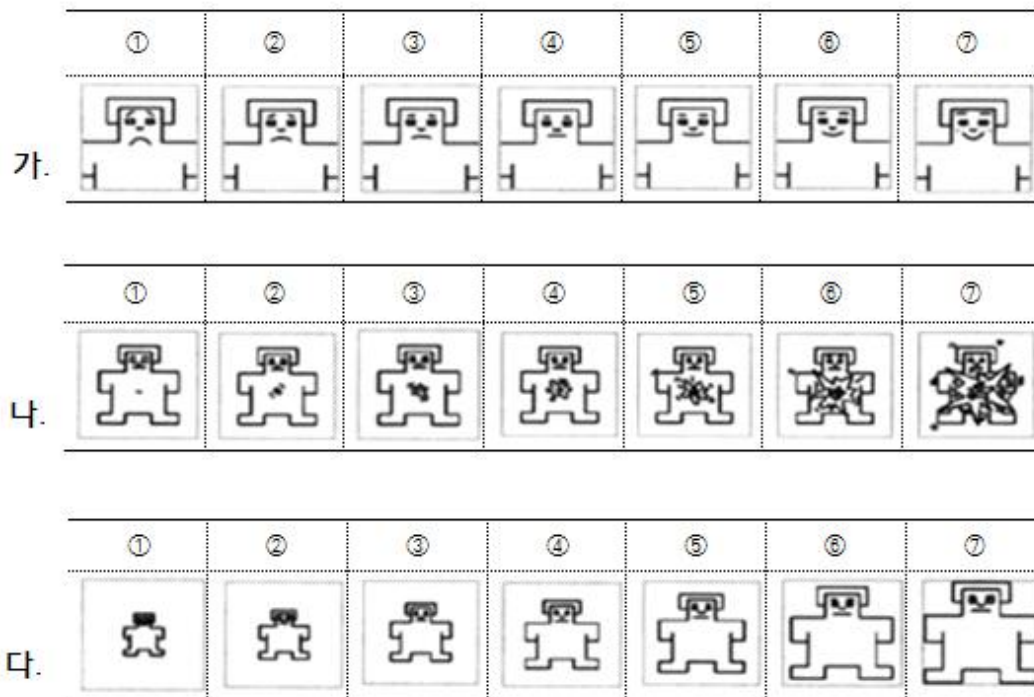 ① ② ③ ④ ⑤ ⑥ ⑦
가.
① ② ③ ④ ⑤ ⑥ ⑦
나.
① ② ③ ④ ⑤ ⑥ ⑦
다.